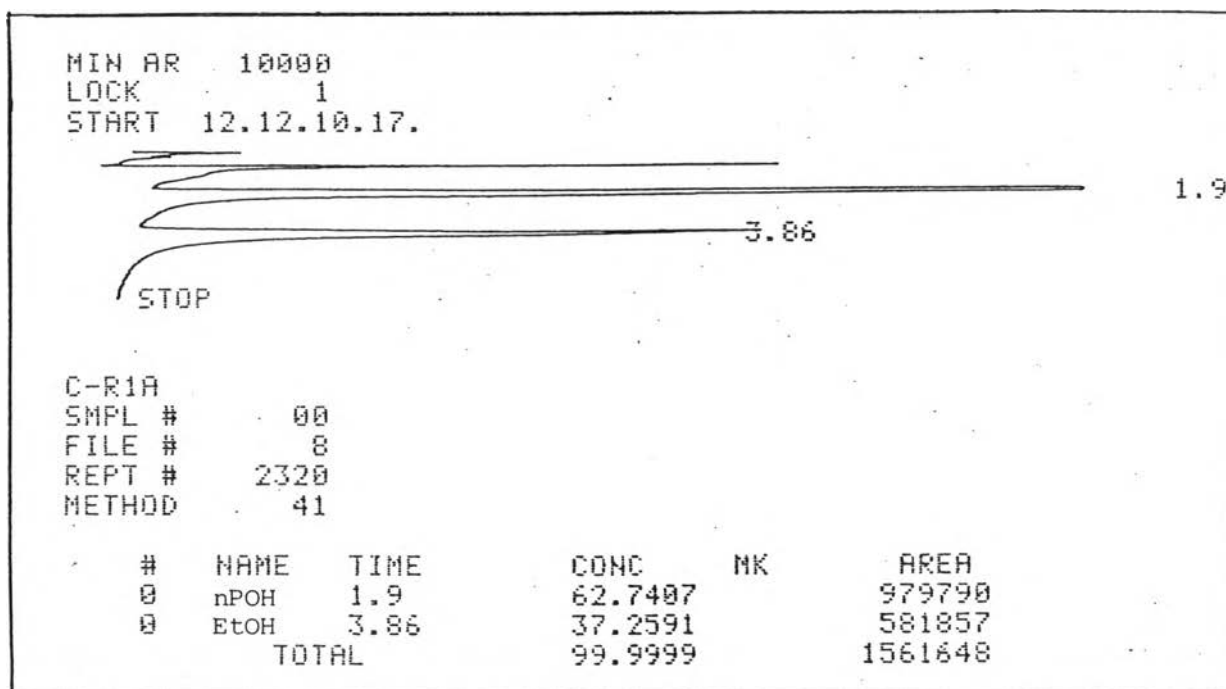 MIN AR 10000
LOCK 1
START 12.12.10.17.
1.9
3.86
STOP
C-R1A
SMPL # 00
FILE # 8
REPT # 2320
METHOD 41
# NAME TIME CONC MK AREA
0 nPOH 1.9 62.7407 979790
0 EtOH 3.86 37.2591 581857
TOTAL 99.9999 1561648